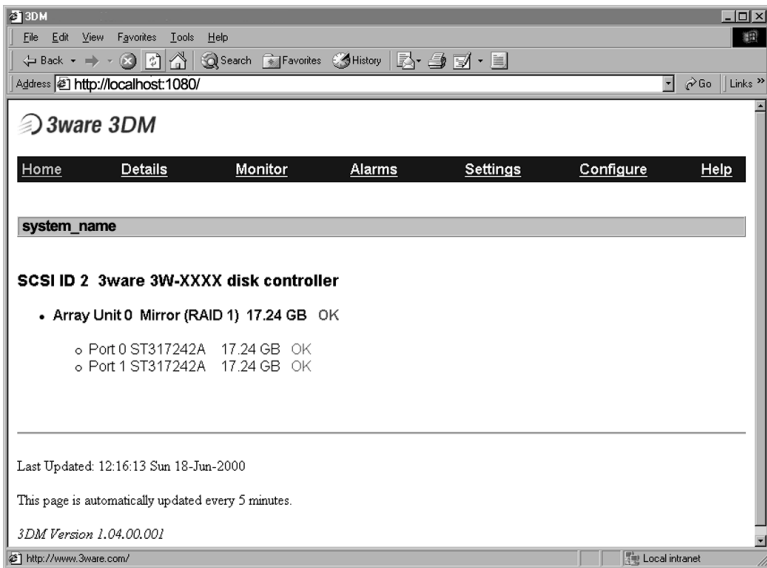 3DM
File Edit View Favorites Tools Help
Back Search Favorites History
Address http://localhost:1080/ Go Links »
3ware 3DM
Home Details Monitor Alarms Settings Configure Help
system_name
SCSI ID 2 3ware 3W-XXXX disk controller
• Array Unit 0 Mirror (RAID 1) 17.24 GB OK
o Port 0 ST317242A 17.24 GB OK
o Port 1 ST317242A 17.24 GB OK
Last Updated: 12:16:13 Sun 18-Jun-2000
This page is automatically updated every 5 minutes.
3DM Version 1.04.00.001
http://www.3ware.com/ Local intranet